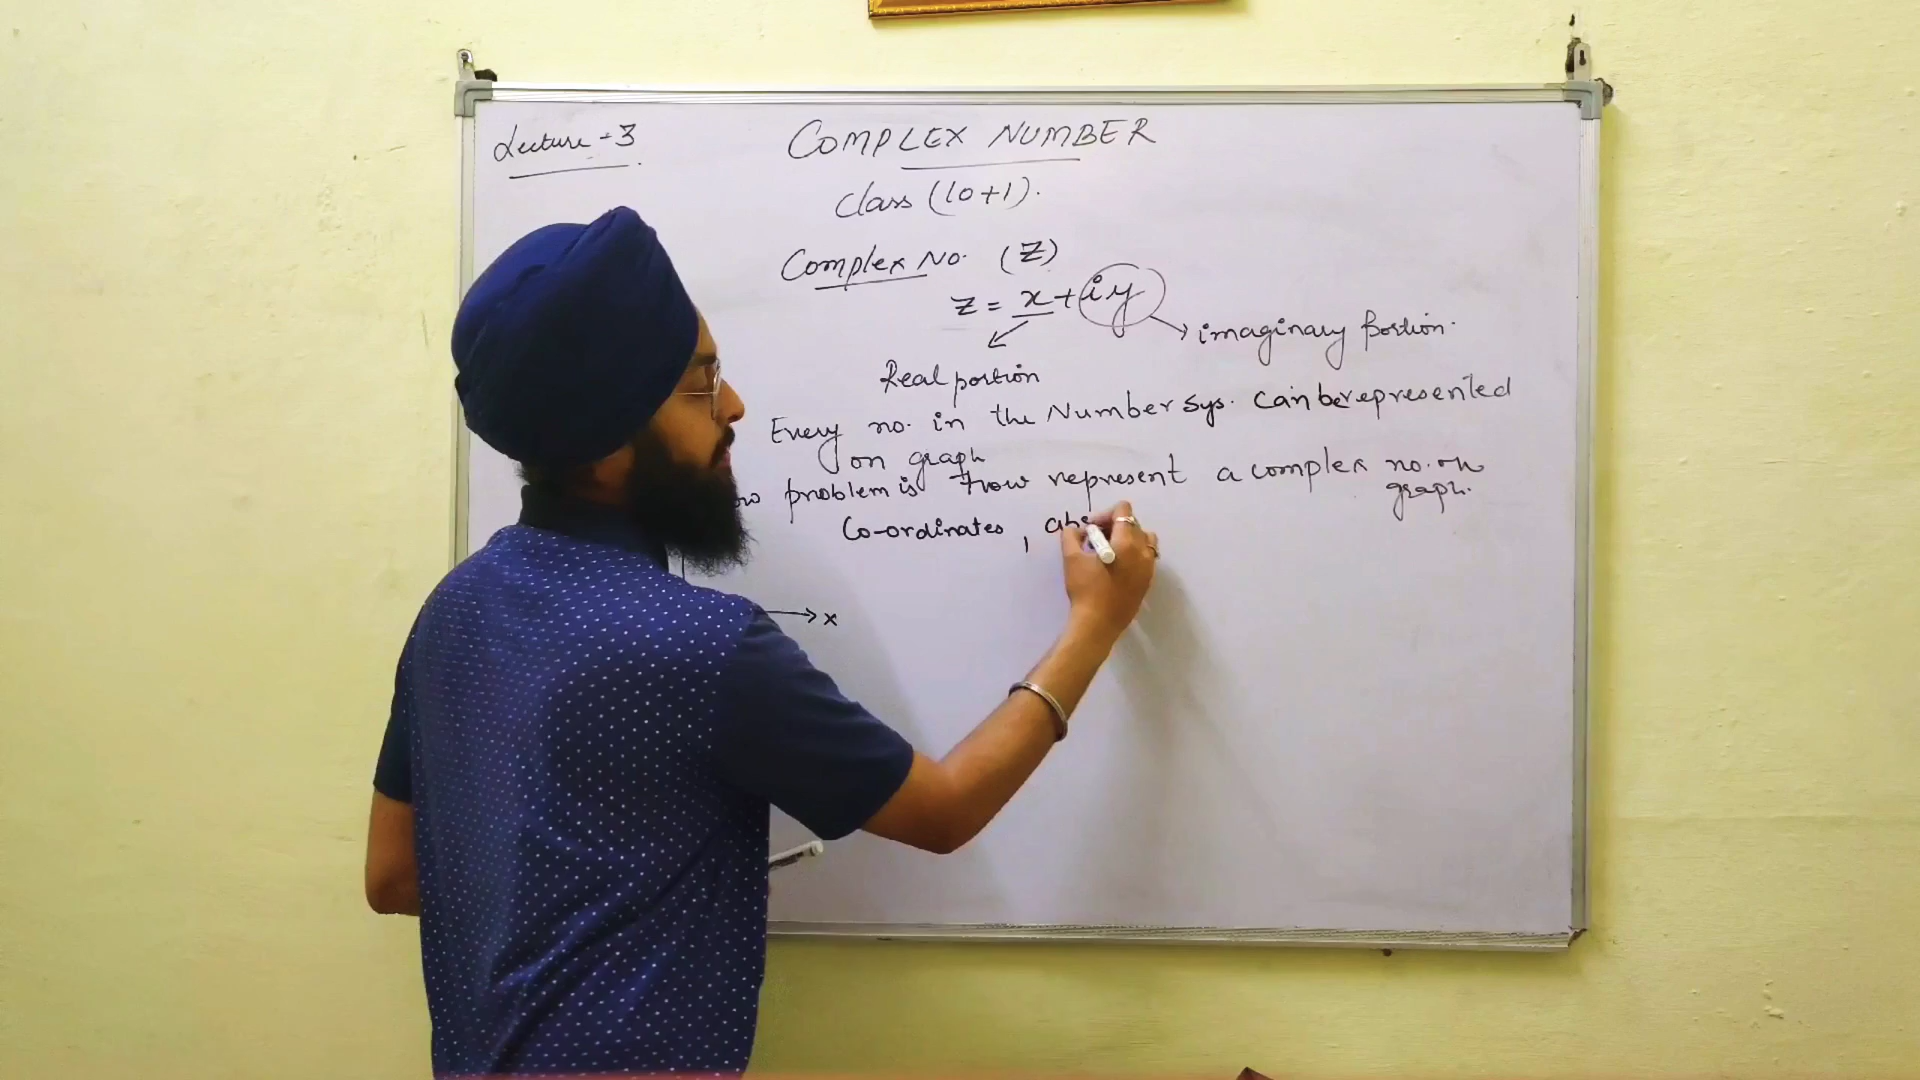 Lecture - 3
COMPLEX NUMBER
Class (10+1).
Complex No. (Z)
Z = x + iy
imaginary portion.
Real portion
Every no. in the Number Sys. can be represented
on graph
problem is How represent a complex no. on
graph.
Co-ordinates,
x